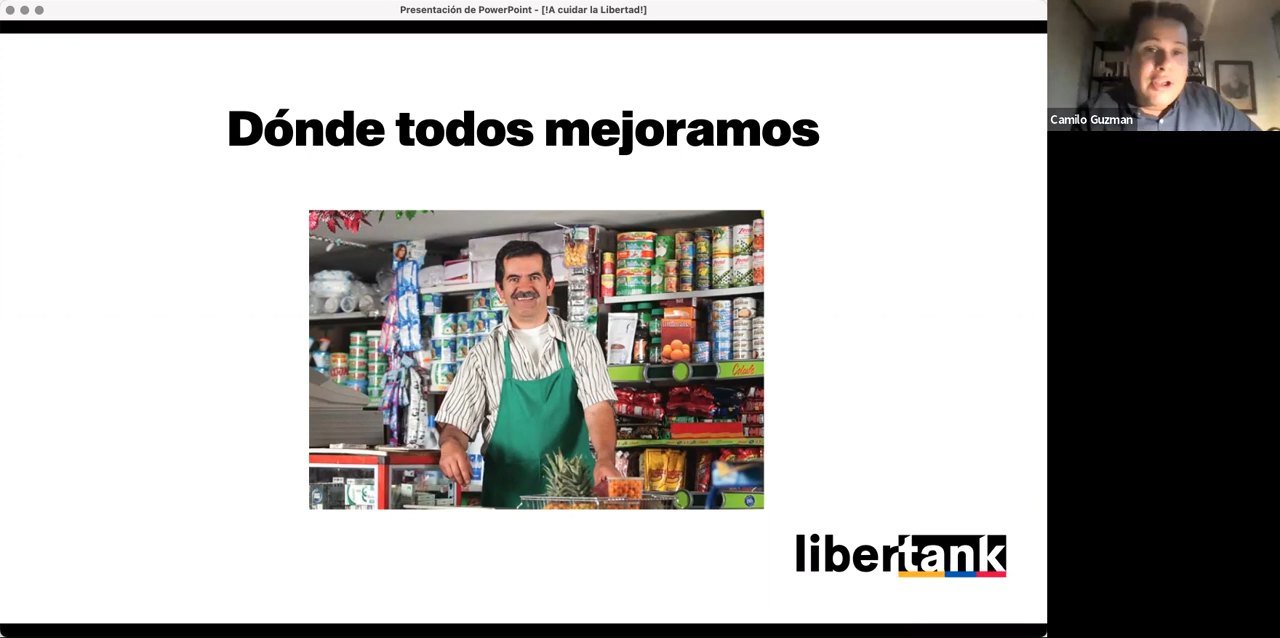 Presentación de PowerPoint - [!A cuidar la Libertad!]
Dónde todos mejoramos
Camilo Guzman
libertank